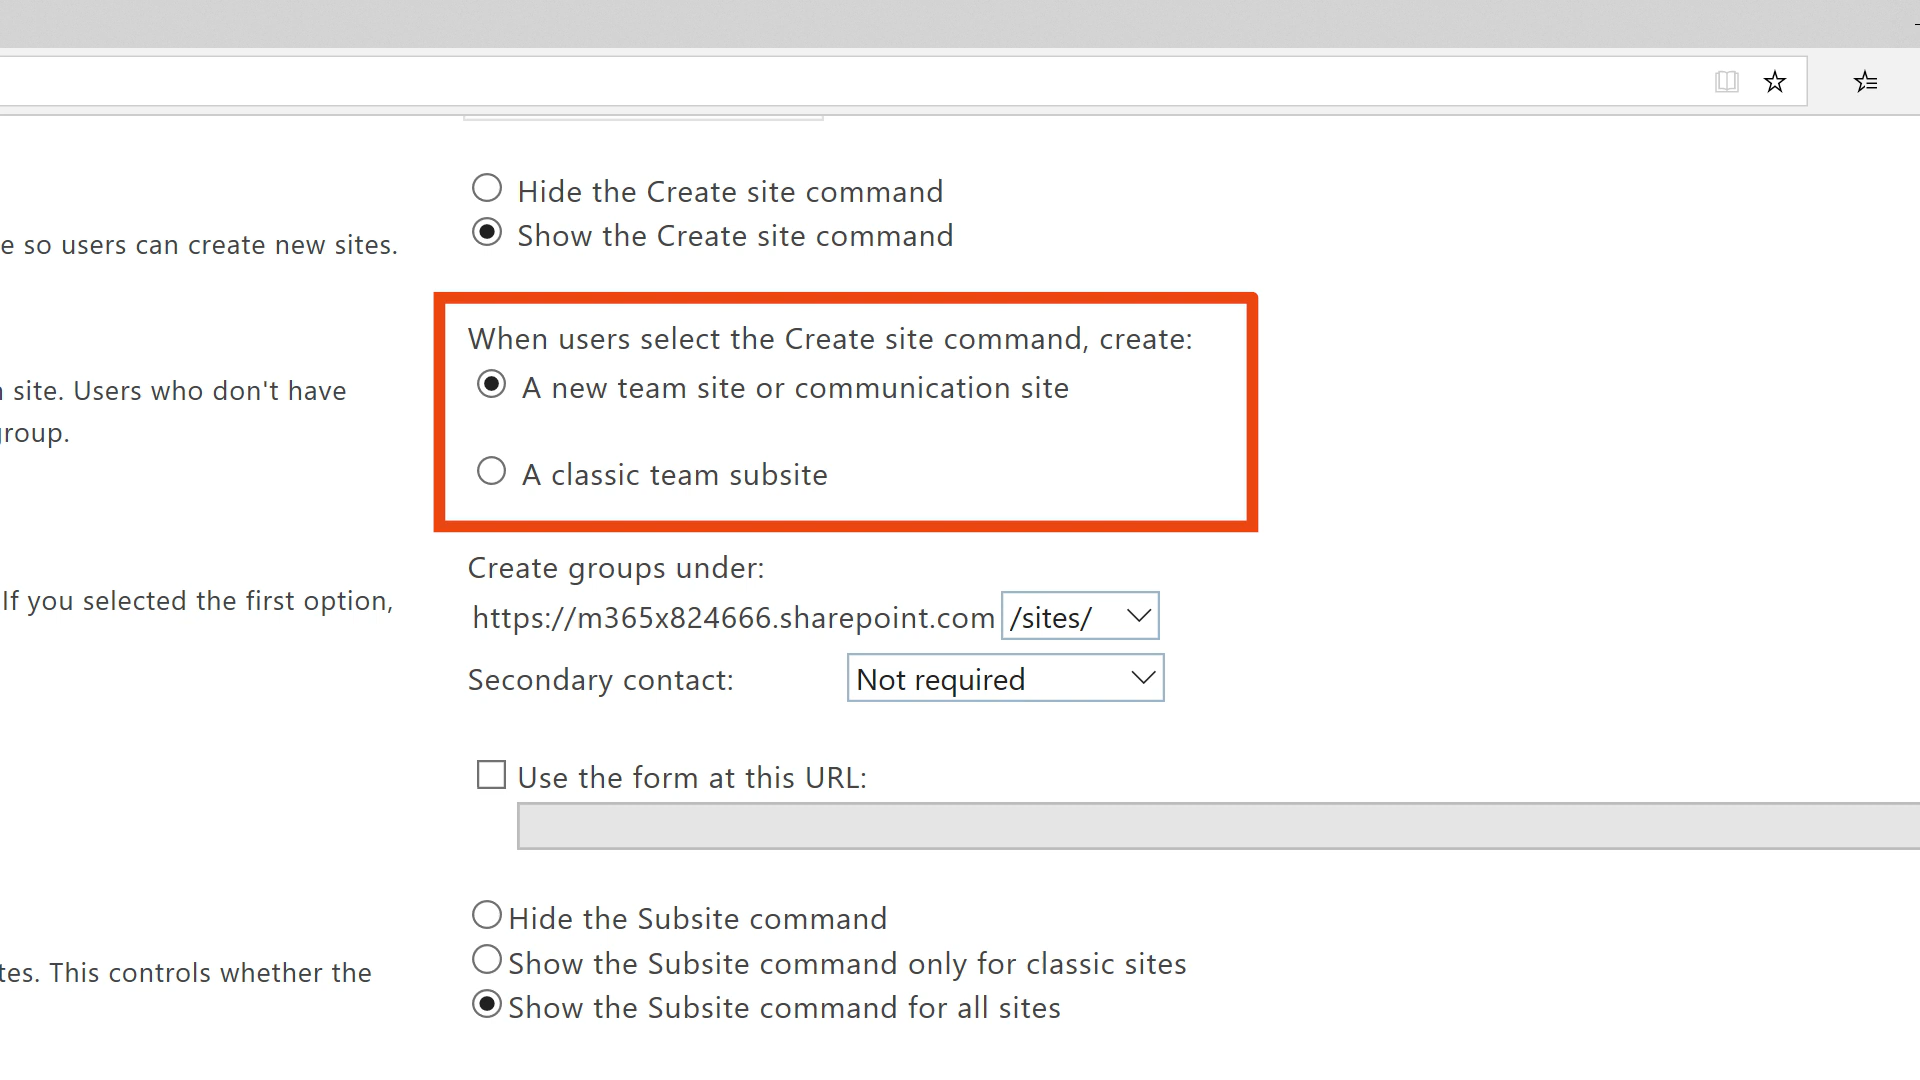 Hide the Create site command
Show the Create site command
e so users can create new sites.
When users select the Create site command, create:
site. Users who don't have
A new team site or communication site
roup.
A classic team subsite
Create groups under:
If you selected the first option,
https://m365x824666.sharepoint.com /sites/
Secondary contact: Not required
Use the form at this URL:
Hide the Subsite command
Show the Subsite command only for classic sites
tes. This controls whether the
Show the Subsite command for all sites